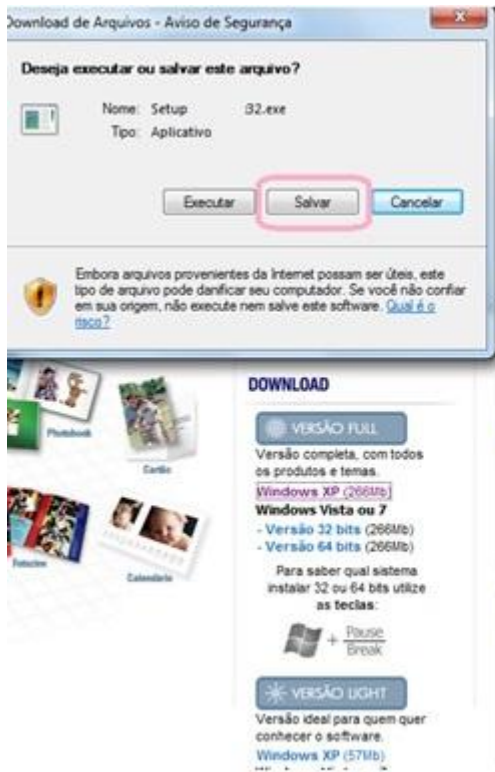 Download de Arquivos - Aviso de Segurança
Deseja executar ou salvar este arquivo?
Nome: Setup i32.exe
Tipo: Aplicativo
Executar Salvar Cancelar
Embora arquivos provenientes da Internet possam ser úteis, este
tipo de arquivo pode danificar seu computador. Se você não confiar
em sua origem, não execute nem salve este software. Qual é o
risco?
Photobook
Cartão
Fotozine
Calendário
DOWNLOAD
VERSÃO FULL
Versão completa, com todos
os produtos e temas.
Windows XP (266Mb)
Windows Vista ou 7
- Versão 32 bits (266Mb)
- Versão 64 bits (266Mb)
Para saber qual sistema
instalar 32 ou 64 bits utilize
as teclas:
+ Pause
Break
VERSÃO LIGHT
Versão ideal para quem quer
conhecer o software.
Windows XP (57Mb)